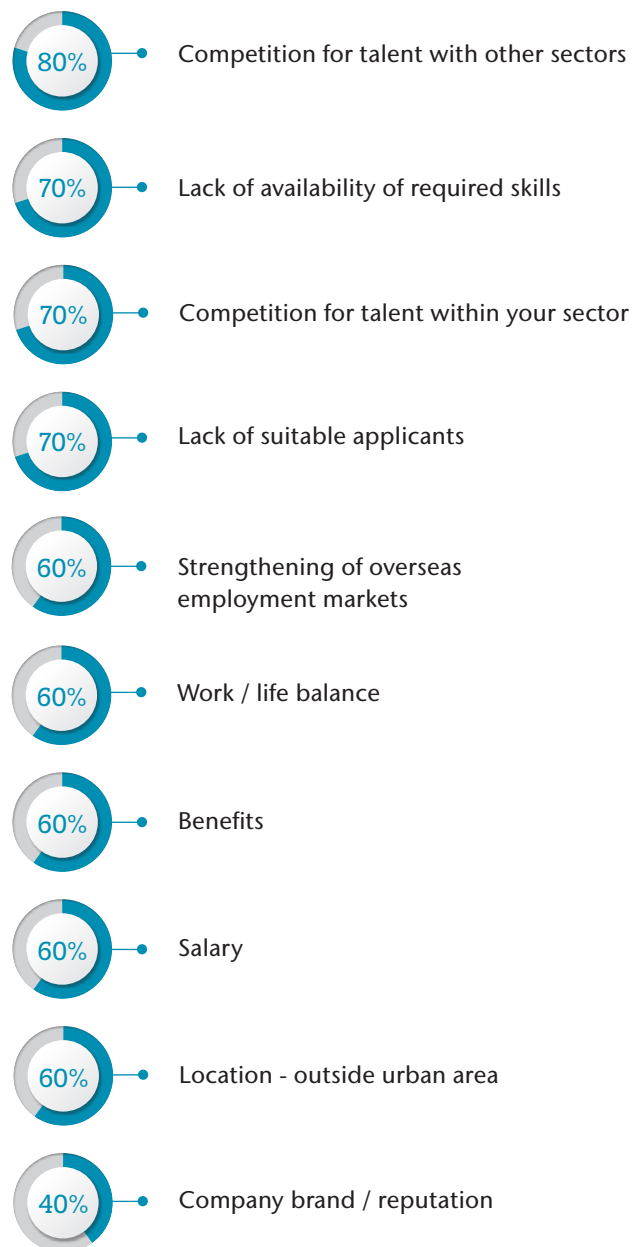 80%
Competition for talent with other sectors
70%
Lack of availability of required skills
70%
Competition for talent within your sector
70%
Lack of suitable applicants
60%
Strengthening of overseas
employment markets
60%
Work / life balance
60%
Benefits
60%
Salary
60%
Location - outside urban area
40%
Company brand / reputation